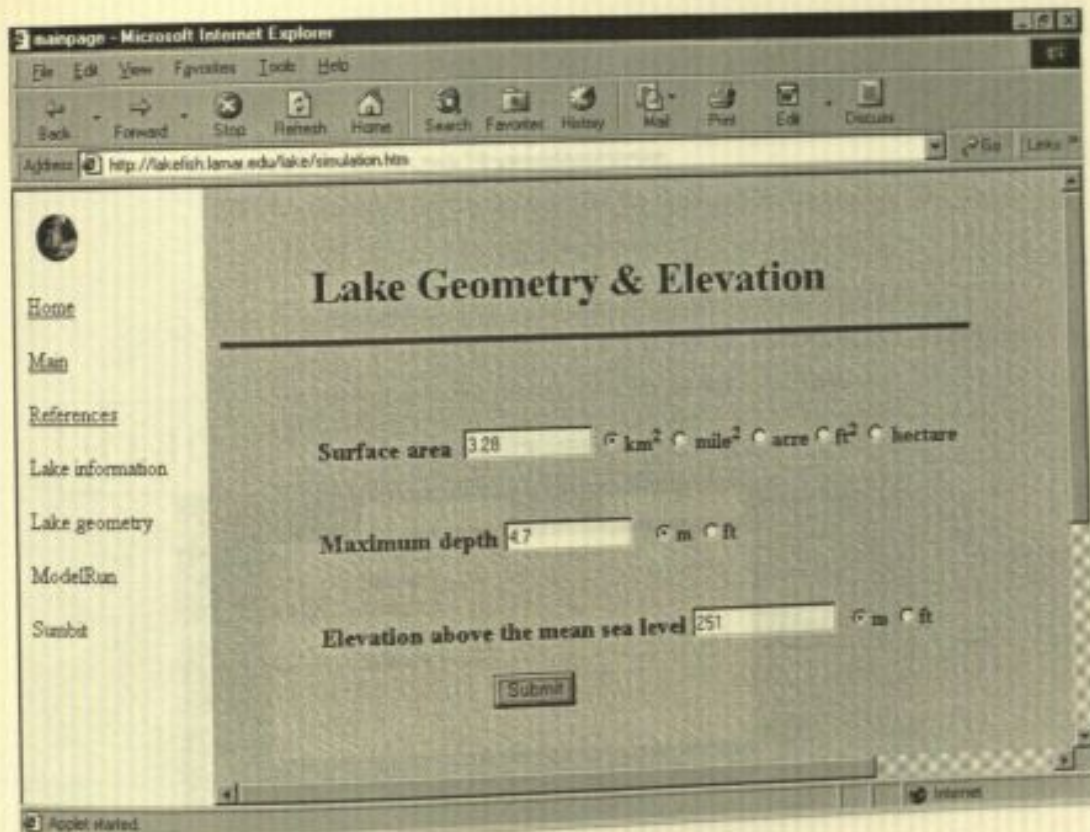 mainpage - Microsoft Internet Explorer
File Edit View Favorites Tools Help
Back Forward Stop Refresh Home Search Favorites History Mail Print Edit Discuss
Address http://lakefish.lamar.edu/lake/simulation.htm Go Links »
Home
Main
References
Lake information
Lake geometry
ModelRun
Sumbit
Lake Geometry & Elevation
Surface area 3.28 km² mile² acre ft² hectare
Maximum depth 4.7 m ft
Elevation above the mean sea level 251 m ft
Submit
Applet started. Internet